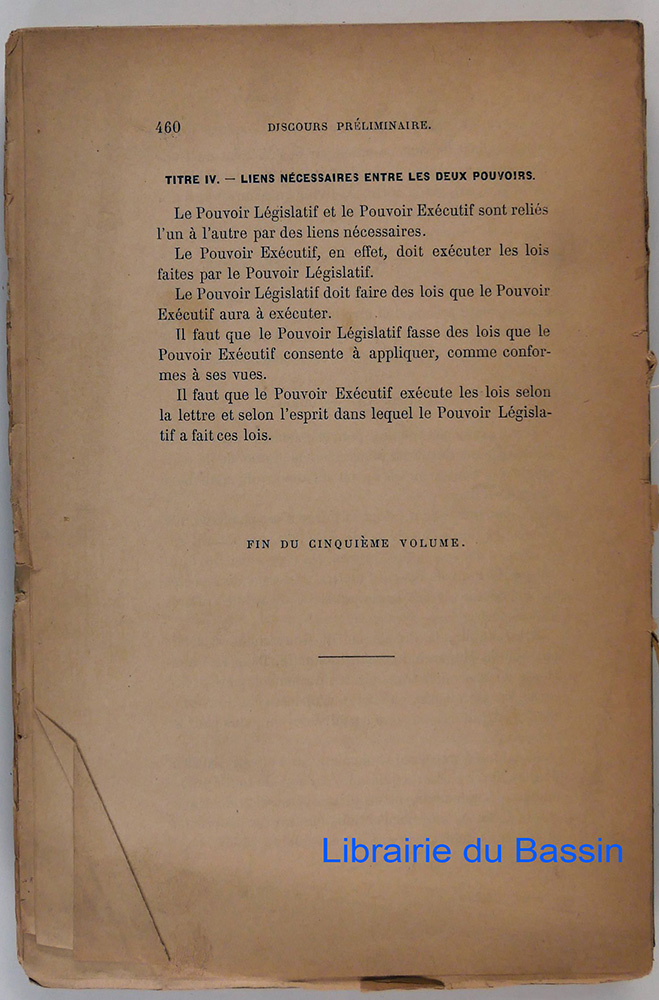 460 DISCOURS PRÉLIMINAIRE.
TITRE IV. — LIENS NÉCESSAIRES ENTRE LES DEUX POUVOIRS.
Le Pouvoir Législatif et le Pouvoir Exécutif sont reliés
l'un à l'autre par des liens nécessaires.
Le Pouvoir Exécutif, en effet, doit exécuter les lois
faites par le Pouvoir Législatif.
Le Pouvoir Législatif doit faire des lois que le Pouvoir
Exécutif aura à exécuter.
Il faut que le Pouvoir Législatif fasse des lois que le
Pouvoir Exécutif consente à appliquer, comme confor-
mes à ses vues.
Il faut que le Pouvoir Exécutif exécute les lois selon
la lettre et selon l'esprit dans lequel le Pouvoir Législa-
tif a fait ces lois.
FIN DU CINQUIÈME VOLUME.
Librairie du Bassin